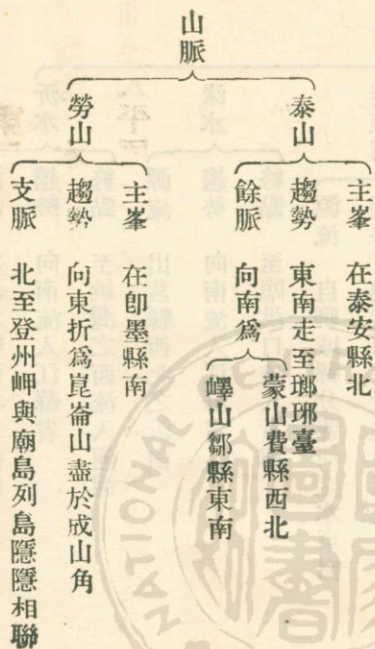 山脈
泰山
主峯 在泰安縣北
趨勢 東南走至瑯琊臺
餘脈 向南爲
蒙山費縣西北
嶧山鄒縣東南
勞山
主峯 在卽墨縣南
趨勢 向東折爲崑崙山盡於成山角
支脈 北至登州岬與廟島列島隱隱相聯
NATIONAL
圖書